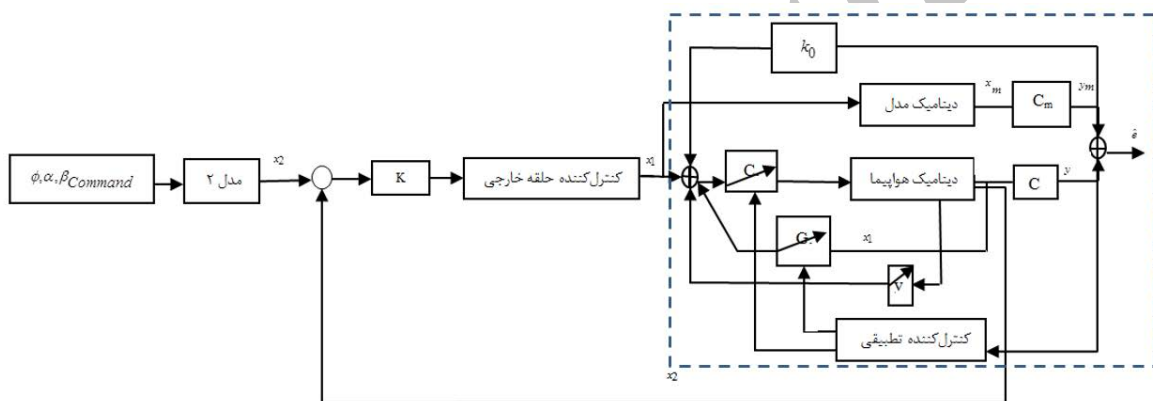 k0
xm
ym
دینامیک مدل
Cm
ê
x2
x1
ϕ,α,βCommand
مدل ۲
K
کنترل‌کننده حلقه خارجی
C
دینامیک هواپیما
y
C
G
x1
V
کنترل‌کننده تطبیقی
x2